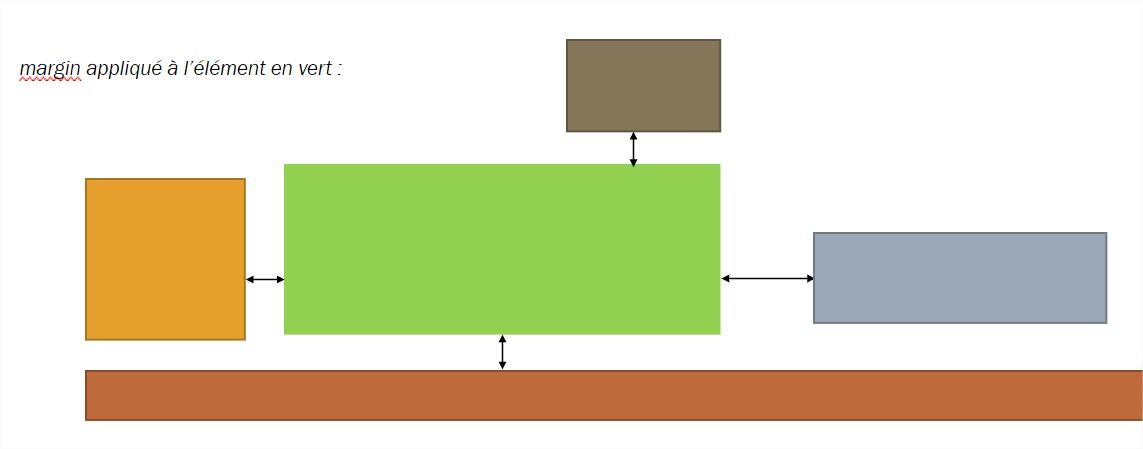 margin appliqué à l’élément en vert :